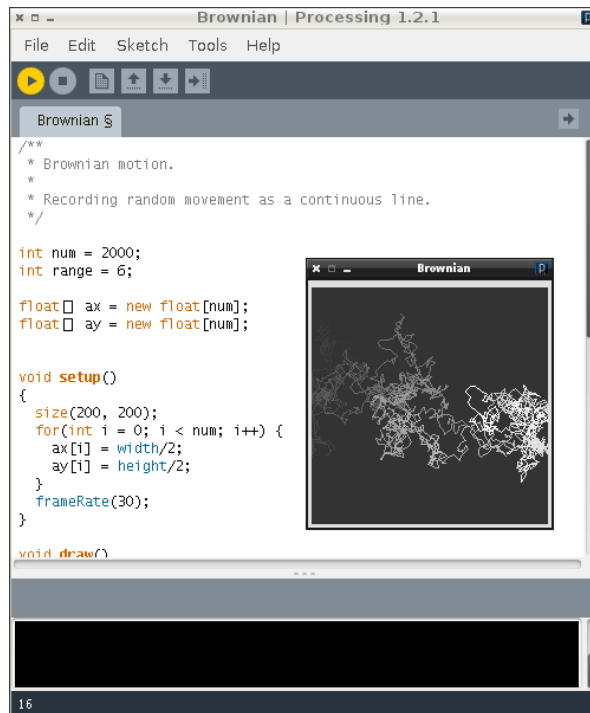 Brownian | Processing 1.2.1
File Edit Sketch Tools Help
Brownian §
/**
 * Brownian motion.
 *
 * Recording random movement as a continuous line.
 */
int num = 2000;
int range = 6;
float[] ax = new float[num];
float[] ay = new float[num];
Brownian
void setup()
{
  size(200, 200);
  for(int i = 0; i < num; i++) {
    ax[i] = width/2;
    ay[i] = height/2;
  }
  frameRate(30);
}
void draw()
16